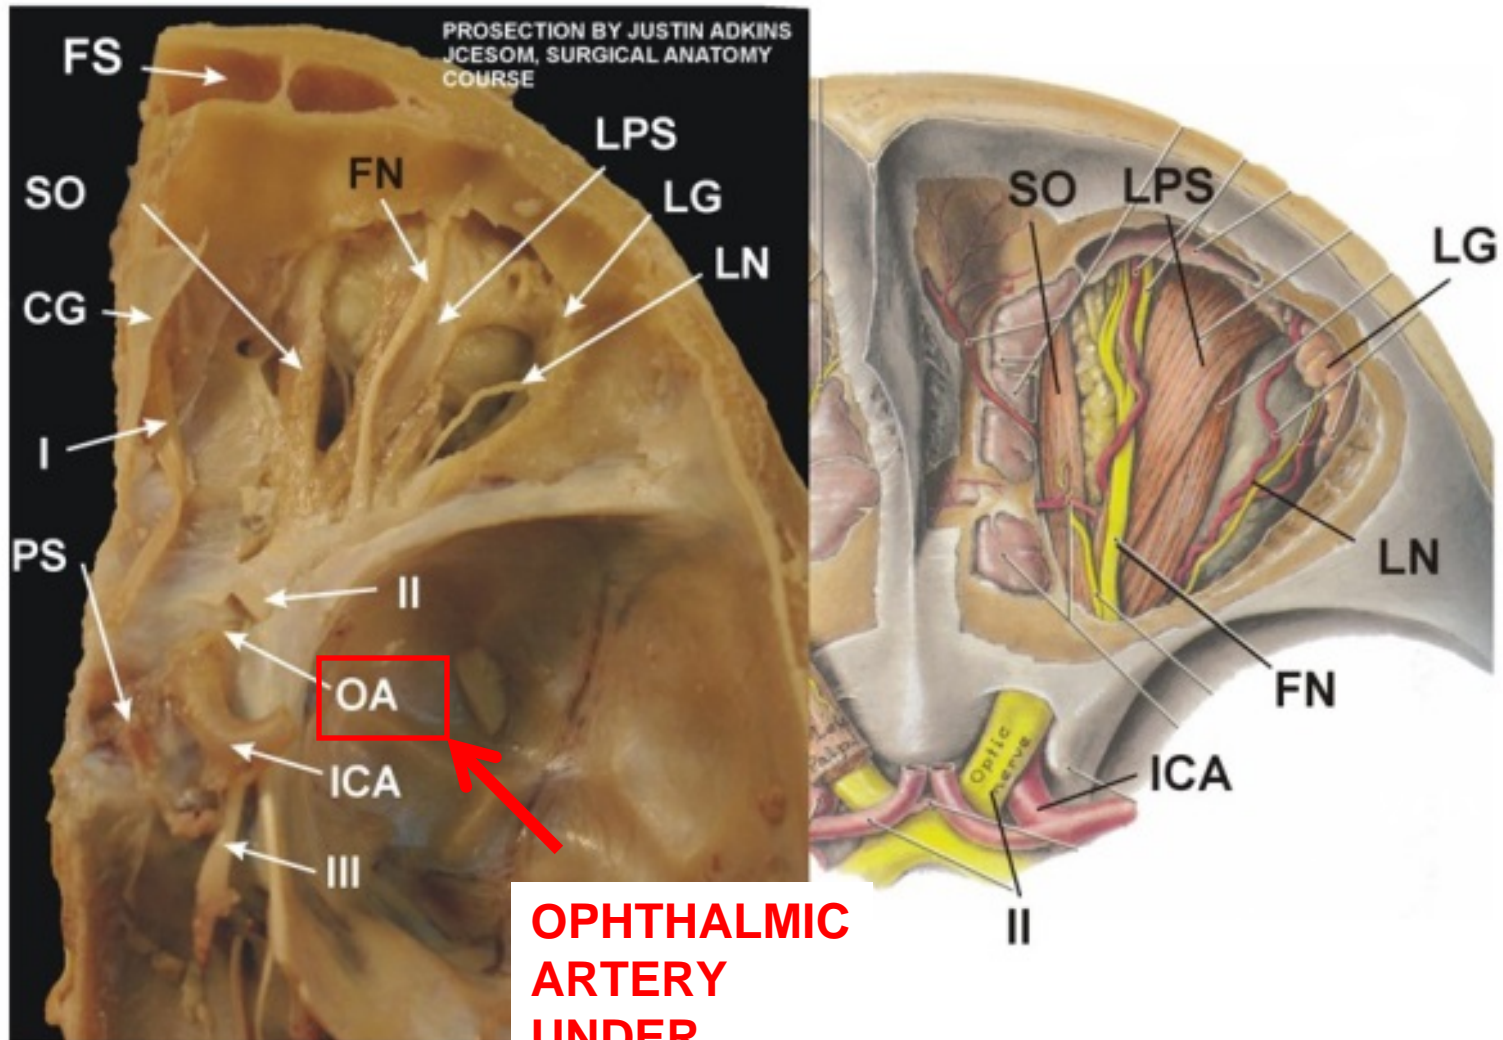 PROSECTION BY JUSTIN ADKINS
JCESOM, SURGICAL ANATOMY
COURSE
FS
LPS
FN
SO
LG
LN
CG
I
PS
II
OA
ICA
III
SO
LPS
LG
LN
FN
ICA
Optic
nerve
II
OPHTHALMIC
ARTERY
UNDER